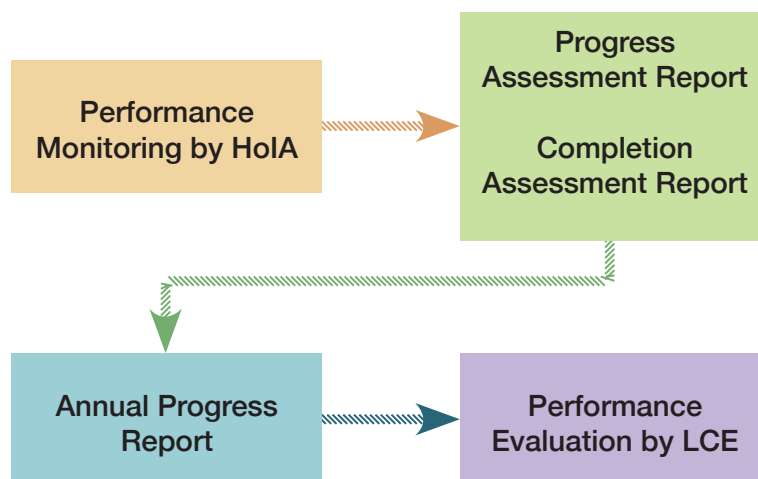 Performance
Monitoring by HoIA
Progress
Assessment Report
Completion
Assessment Report
Annual Progress
Report
Performance
Evaluation by LCE